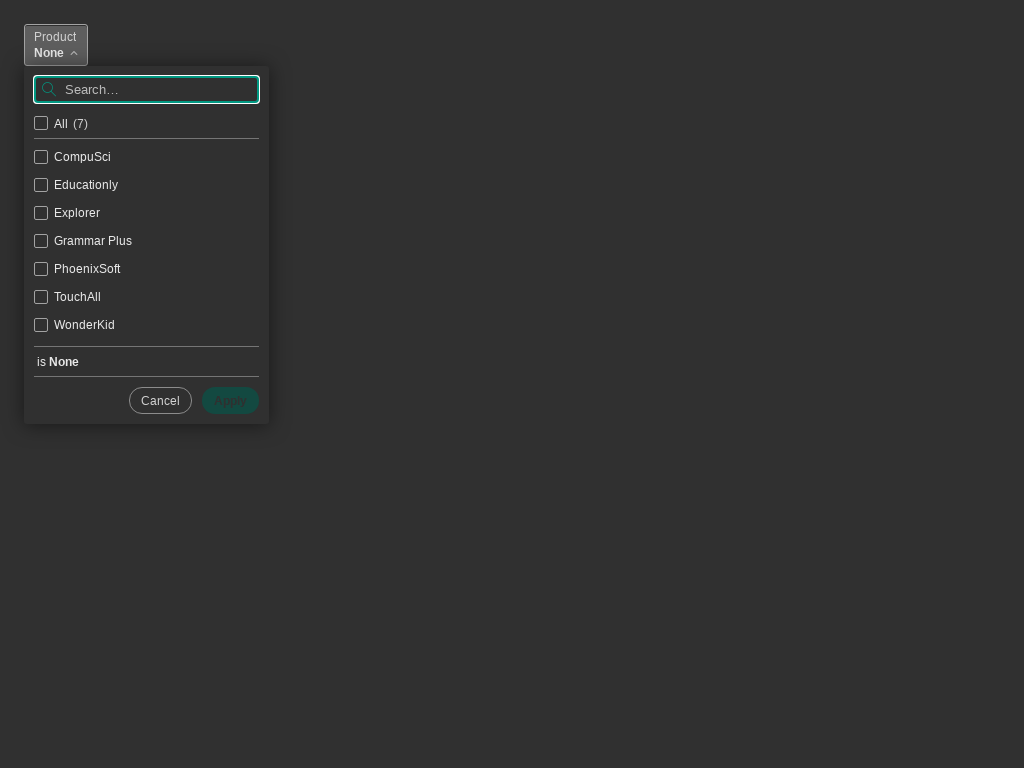 Product
None
Search…
All (7)
CompuSci
Educationly
Explorer
Grammar Plus
PhoenixSoft
TouchAll
WonderKid
is None
Cancel
Apply